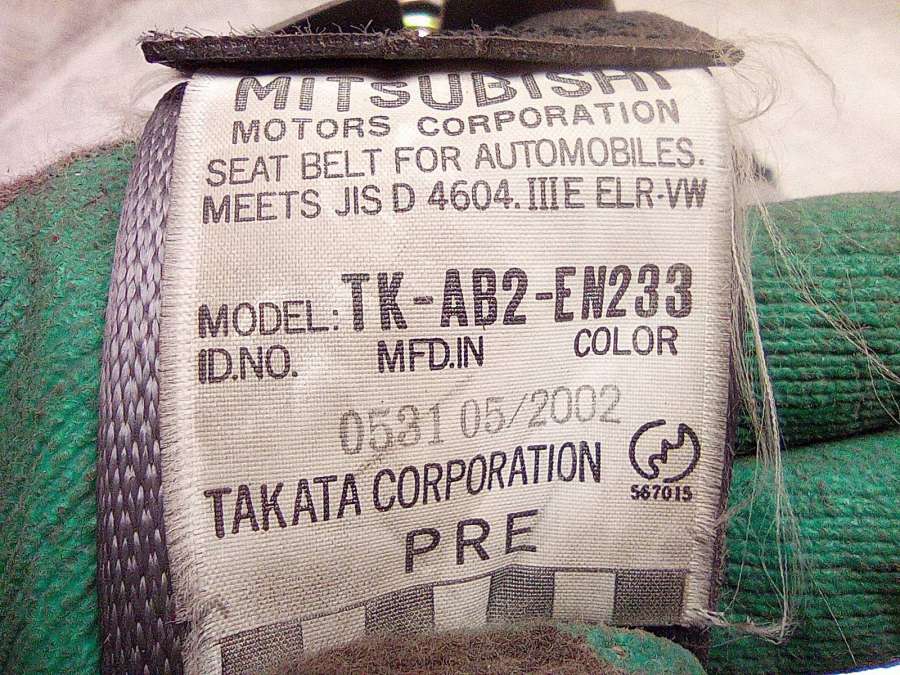 MITSUBISHI
MOTORS CORPORATION
SEAT BELT FOR AUTOMOBILES.
MEETS JIS D 4604.IIIE ELR-VW
MODEL: TK-AB2-EN233
ID.NO. MFD.IN COLOR
0531 05/2002
TAKATA CORPORATION
567015
PRE